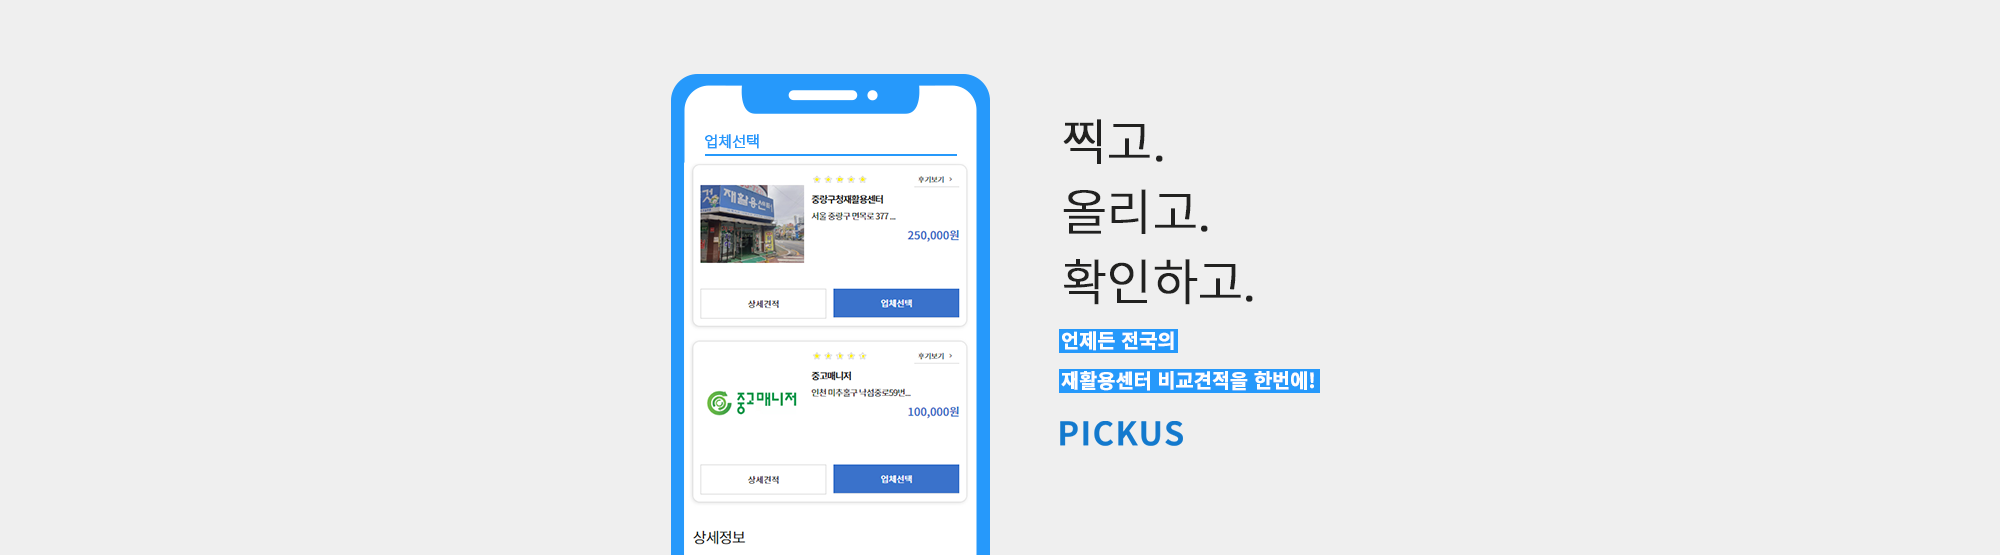 업체선택
재활용센터
후기보기 >
중랑구청재활용센터
서울 중랑구 면목로 377 ...
250,000원
상세견적
업체선택
중고매니저
후기보기 >
중고매니저
인천 미추홀구 낙섬중로59번...
100,000원
상세견적
업체선택
상세정보
찍고.
올리고.
확인하고.
언제든 전국의
재활용센터 비교견적을 한번에!
PICKUS